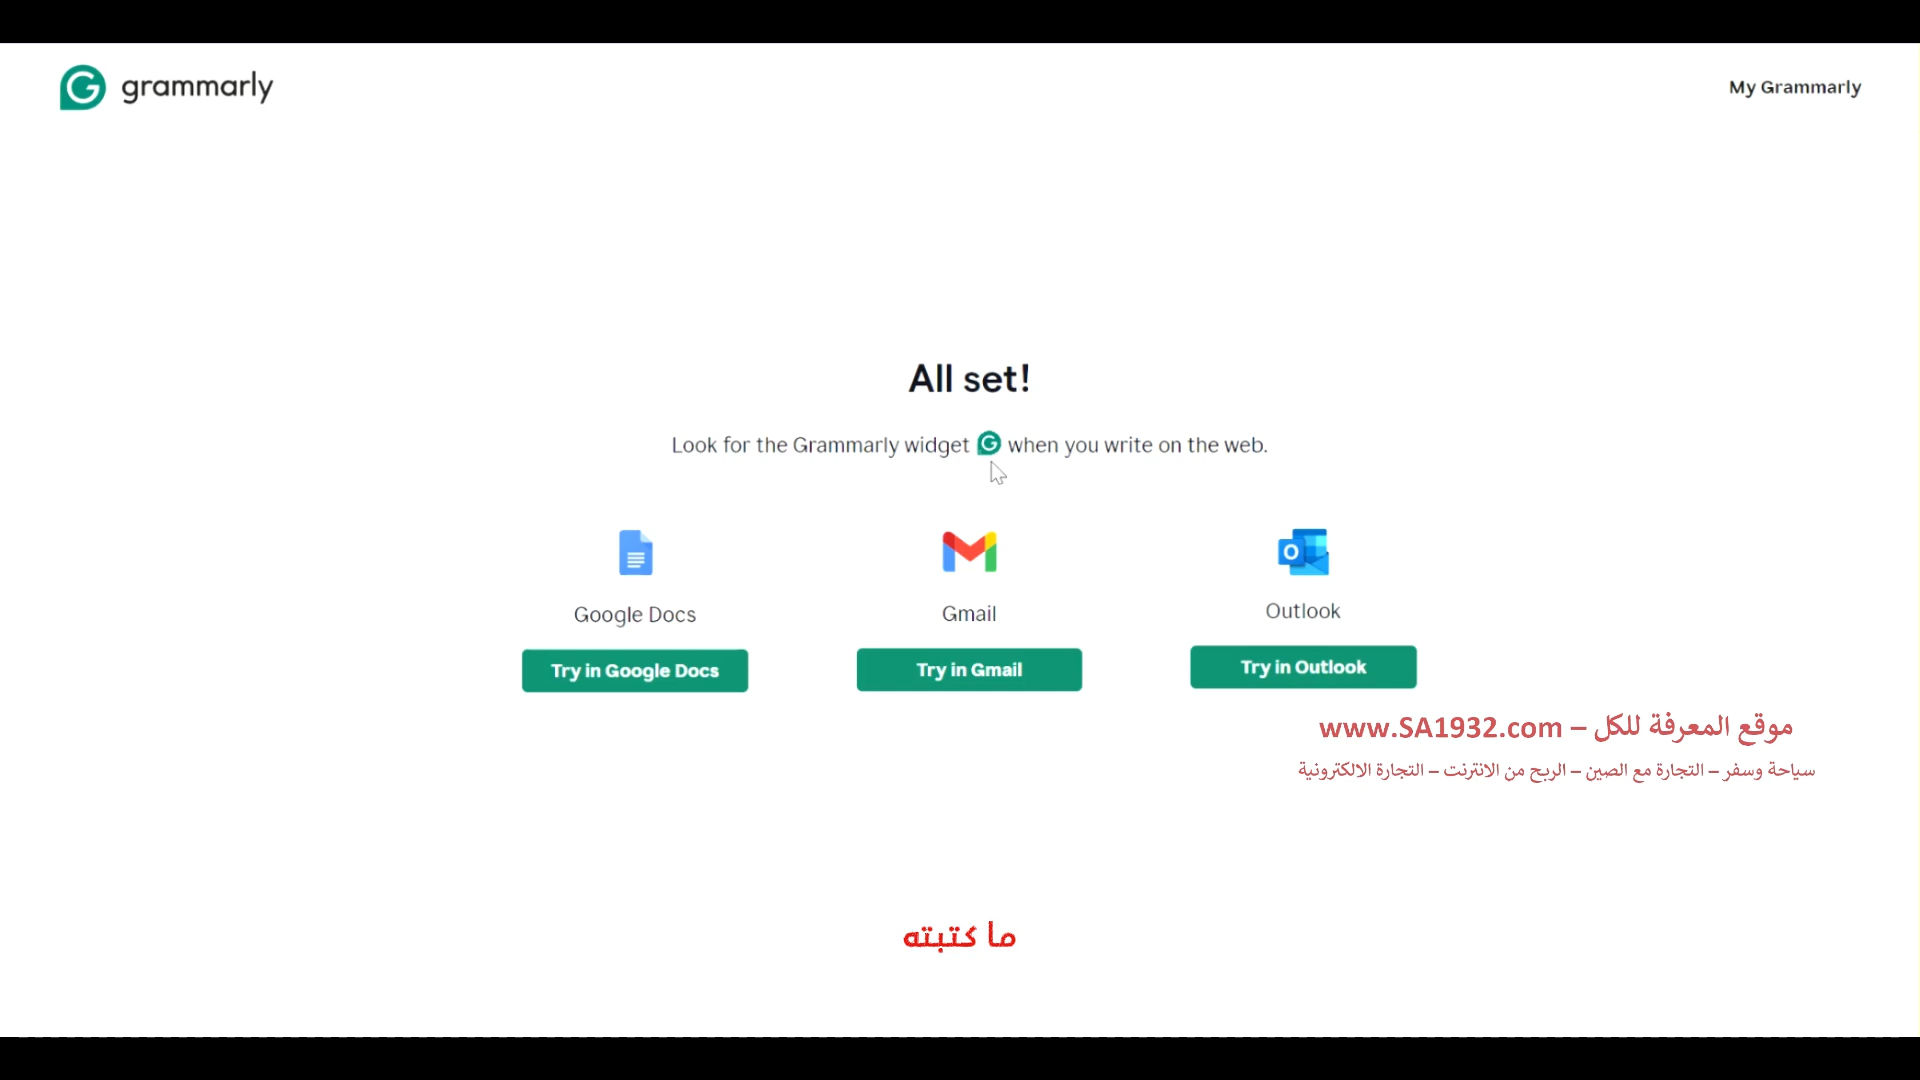 grammarly
My Grammarly
All set!
Look for the Grammarly widget when you write on the web.
Google Docs
Gmail
Outlook
Try in Google Docs
Try in Gmail
Try in Outlook
موقع المعرفة للكل – www.SA1932.com
سياحة وسفر – التجارة مع الصين – الربح من الانترنت – التجارة الالكترونية
ما كتبته